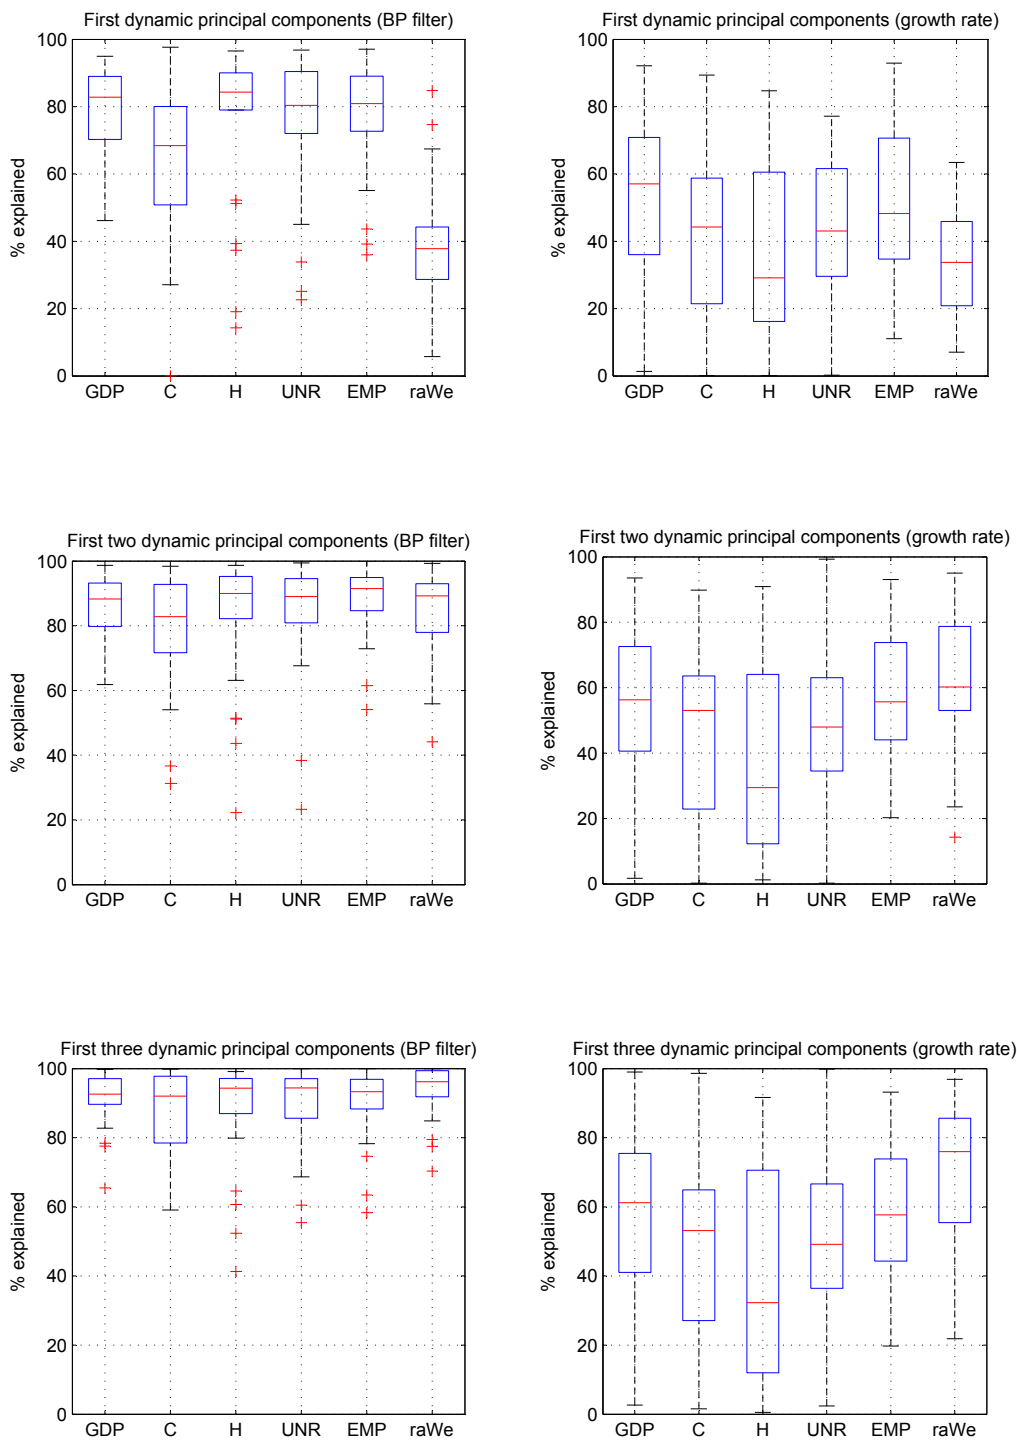 First dynamic principal components (BP filter)
100
80
60
40
20
0
% explained
GDP C H UNR EMP raWe
First dynamic principal components (growth rate)
100
80
60
40
20
0
% explained
GDP C H UNR EMP raWe
First two dynamic principal components (BP filter)
100
80
60
40
20
0
% explained
GDP C H UNR EMP raWe
First two dynamic principal components (growth rate)
100
80
60
40
20
0
% explained
GDP C H UNR EMP raWe
First three dynamic principal components (BP filter)
100
80
60
40
20
0
% explained
GDP C H UNR EMP raWe
First three dynamic principal components (growth rate)
100
80
60
40
20
0
% explained
GDP C H UNR EMP raWe